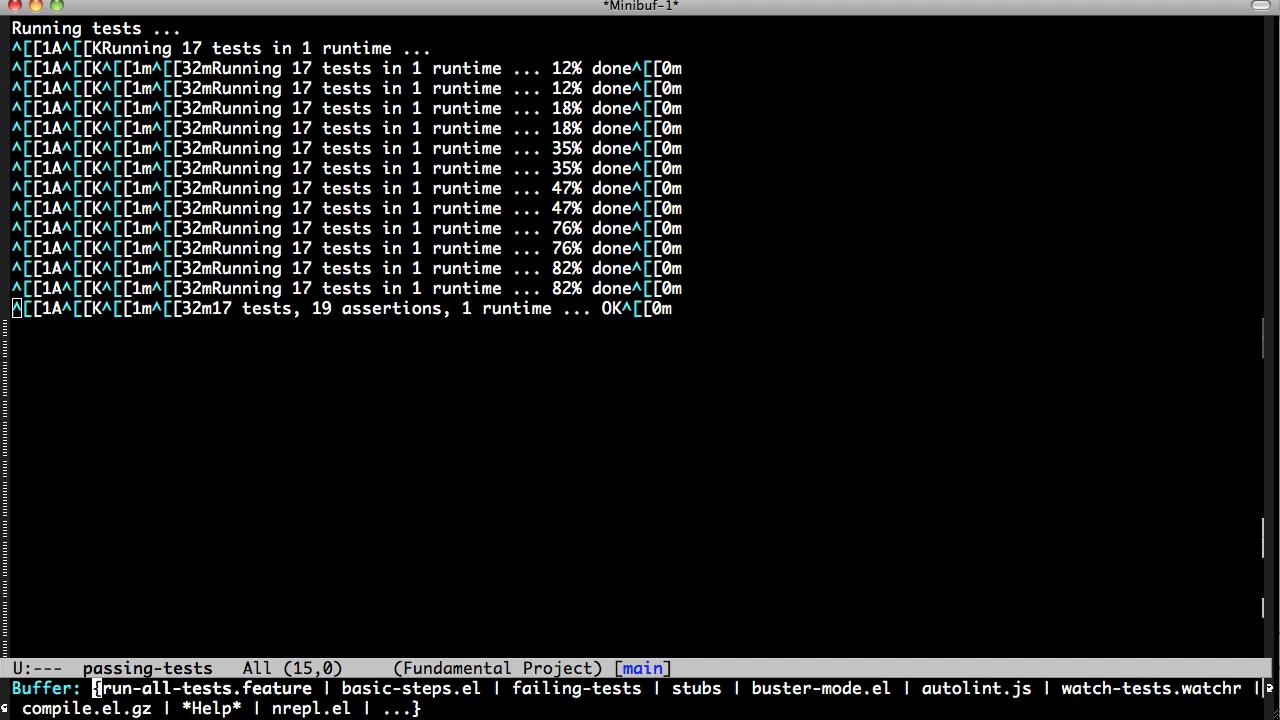 *Minibuf-1*
Running tests ...
^[[1A^[[KRunning 17 tests in 1 runtime ...
^[[1A^[[K^[[1m^[[32mRunning 17 tests in 1 runtime ... 12% done^[[0m
^[[1A^[[K^[[1m^[[32mRunning 17 tests in 1 runtime ... 12% done^[[0m
^[[1A^[[K^[[1m^[[32mRunning 17 tests in 1 runtime ... 18% done^[[0m
^[[1A^[[K^[[1m^[[32mRunning 17 tests in 1 runtime ... 18% done^[[0m
^[[1A^[[K^[[1m^[[32mRunning 17 tests in 1 runtime ... 35% done^[[0m
^[[1A^[[K^[[1m^[[32mRunning 17 tests in 1 runtime ... 35% done^[[0m
^[[1A^[[K^[[1m^[[32mRunning 17 tests in 1 runtime ... 47% done^[[0m
^[[1A^[[K^[[1m^[[32mRunning 17 tests in 1 runtime ... 47% done^[[0m
^[[1A^[[K^[[1m^[[32mRunning 17 tests in 1 runtime ... 76% done^[[0m
^[[1A^[[K^[[1m^[[32mRunning 17 tests in 1 runtime ... 76% done^[[0m
^[[1A^[[K^[[1m^[[32mRunning 17 tests in 1 runtime ... 82% done^[[0m
^[[1A^[[K^[[1m^[[32mRunning 17 tests in 1 runtime ... 82% done^[[0m
^[[1A^[[K^[[1m^[[32m17 tests, 19 assertions, 1 runtime ... OK^[[0m
U:--- passing-tests All (15,0) (Fundamental Project) [main]
Buffer: {run-all-tests.feature | basic-steps.el | failing-tests | stubs | buster-mode.el | autolint.js | watch-tests.watchr |
compile.el.gz | *Help* | nrepl.el | ...}